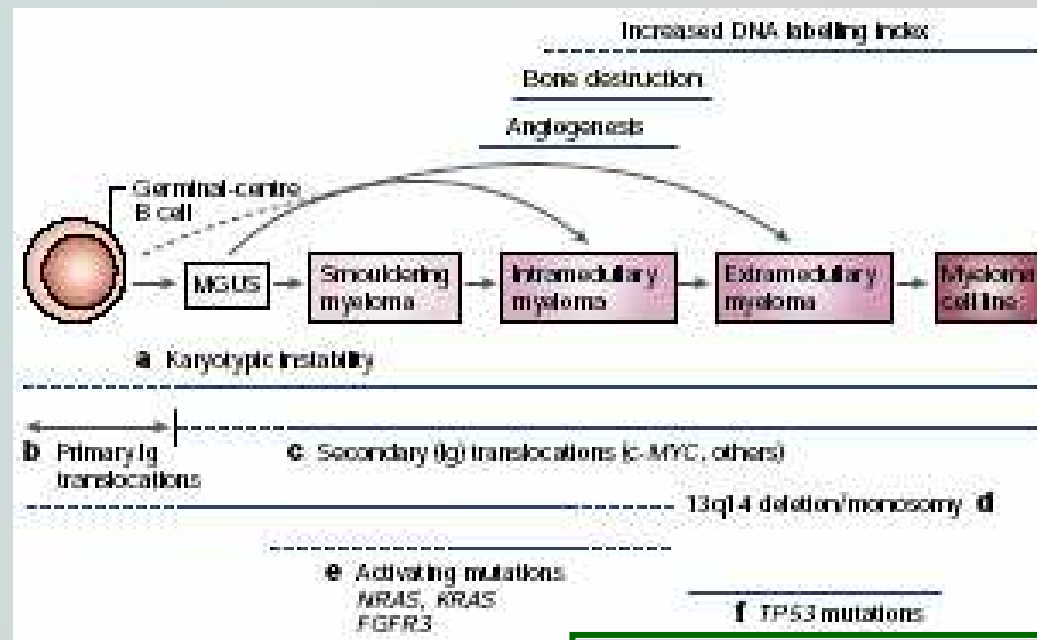 Increased DNA labelling index
Bone destruction
Angiogenesis
Germinal-centre
B cell
MGUS
Smouldering
myeloma
Intramedullary
myeloma
Extramedullary
myeloma
Myeloma
cell line
a Karyotypic instability
b Primary Ig
translocations
c Secondary (Ig) translocations (c-MYC, others)
13q14 deletion/monosomy d
e Activating mutations
NRAS, KRAS
FGFR3
f TP53 mutations